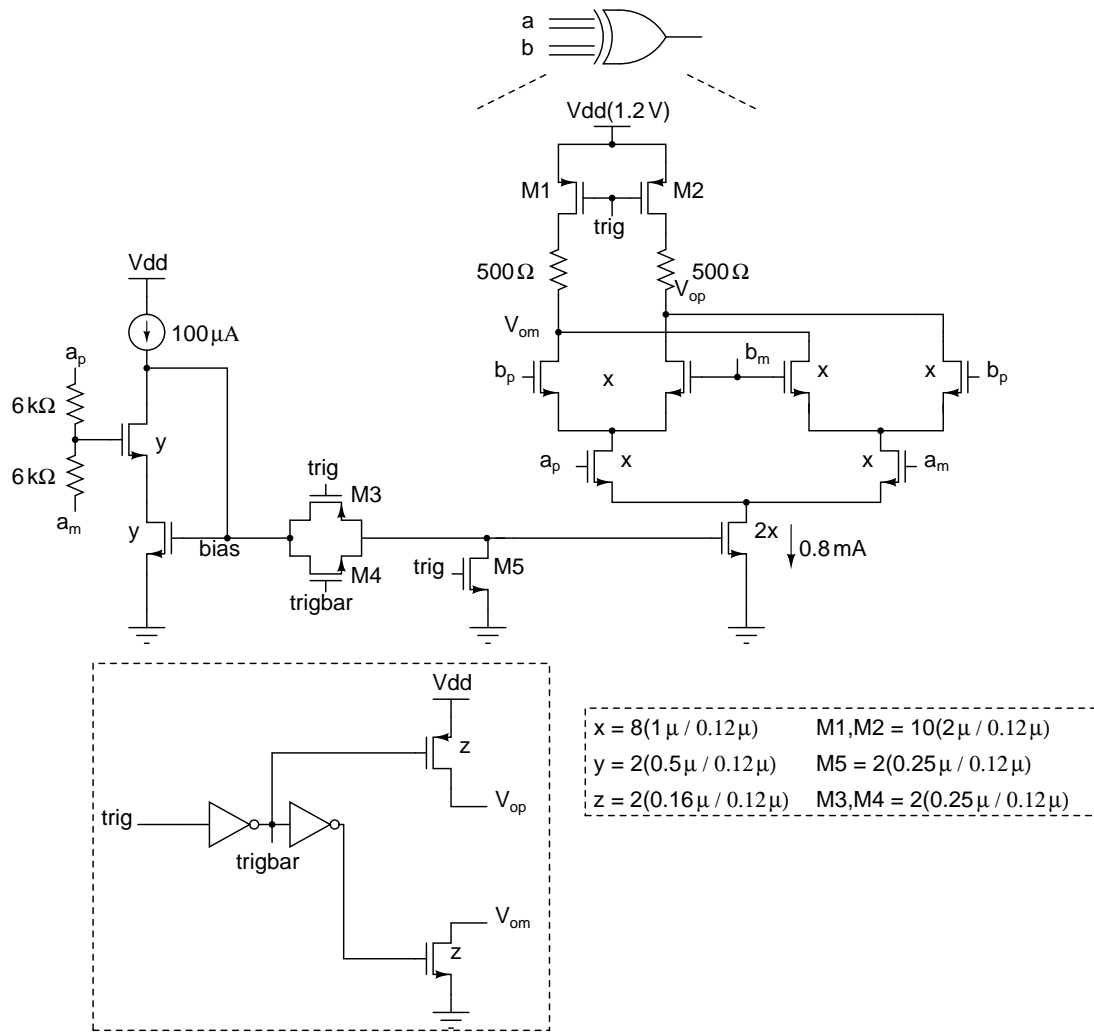 a
b
Vdd(1.2 V)
M1
M2
trig
500 Ω
500 Ω
Vop
Vom
Vdd
100 μA
ap
6 kΩ
6 kΩ
am
y
y
bias
trig
M3
M4
trigbar
trig
M5
bp
x
bm
x
x
bp
ap
x
x
am
2x
0.8 mA
Vdd
z
Vop
trig
trigbar
Vom
z
x = 8(1 μ / 0.12μ) M1,M2 = 10(2μ / 0.12μ)
y = 2(0.5μ / 0.12μ) M5 = 2(0.25μ / 0.12μ)
z = 2(0.16μ / 0.12μ) M3,M4 = 2(0.25μ / 0.12μ)